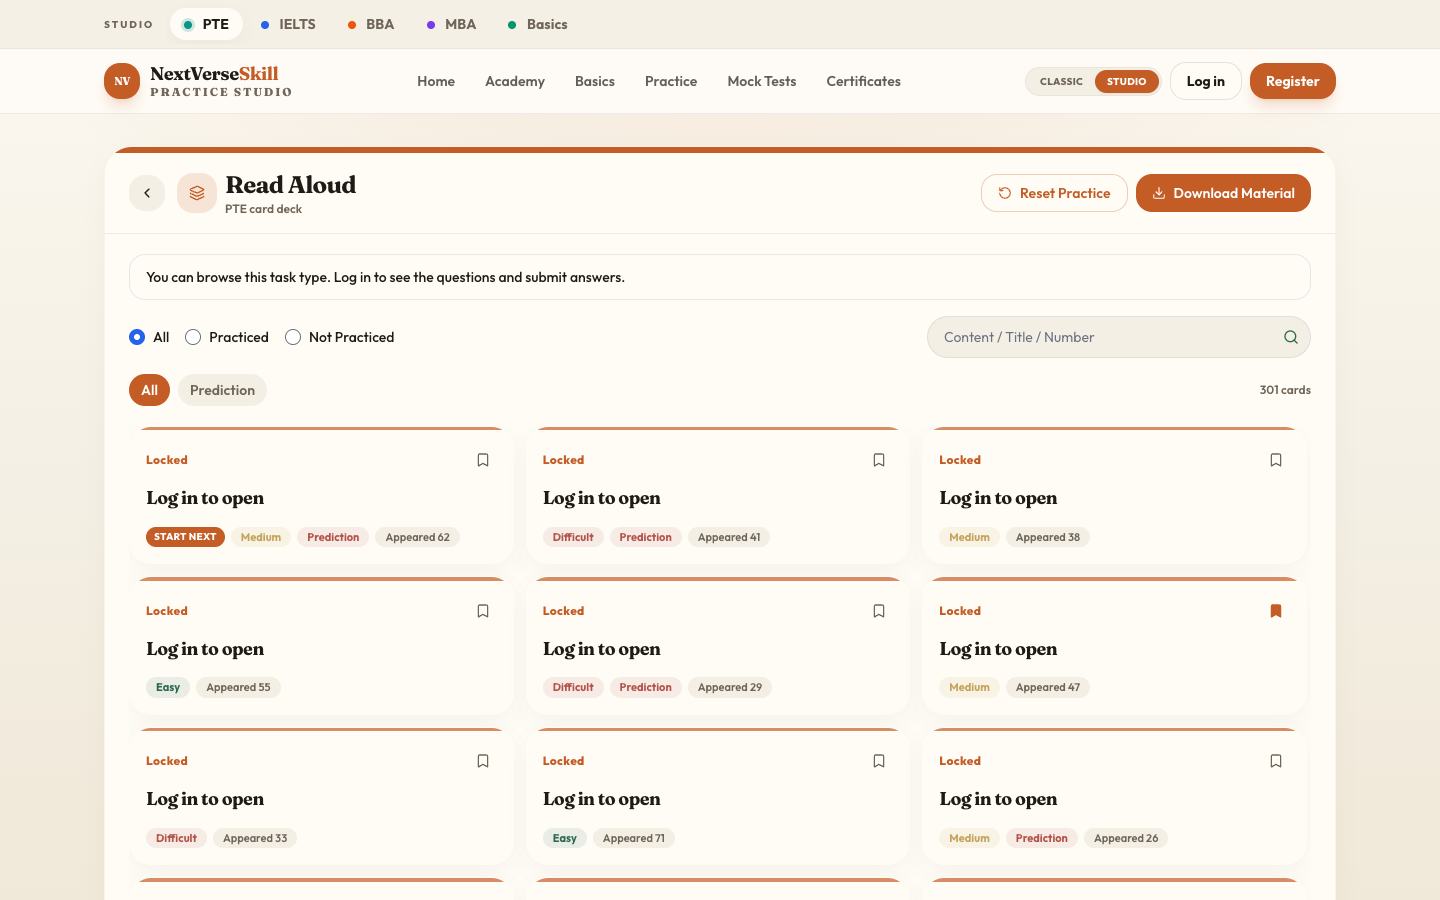 STUDIO PTE IELTS BBA MBA Basics
NV NextVerseSkill
PRACTICE STUDIO
Home Academy Basics Practice Mock Tests Certificates CLASSIC STUDIO Log in Register
Read Aloud
PTE card deck
Reset Practice Download Material
You can browse this task type. Log in to see the questions and submit answers.
All Practiced Not Practiced Content / Title / Number
All Prediction 301 cards
Locked Locked Locked
Log in to open Log in to open Log in to open
START NEXT Medium Prediction Appeared 62 Difficult Prediction Appeared 41 Medium Appeared 38
Locked Locked Locked
Log in to open Log in to open Log in to open
Easy Appeared 55 Difficult Prediction Appeared 29 Medium Appeared 47
Locked Locked Locked
Log in to open Log in to open Log in to open
Difficult Appeared 33 Easy Appeared 71 Medium Prediction Appeared 26